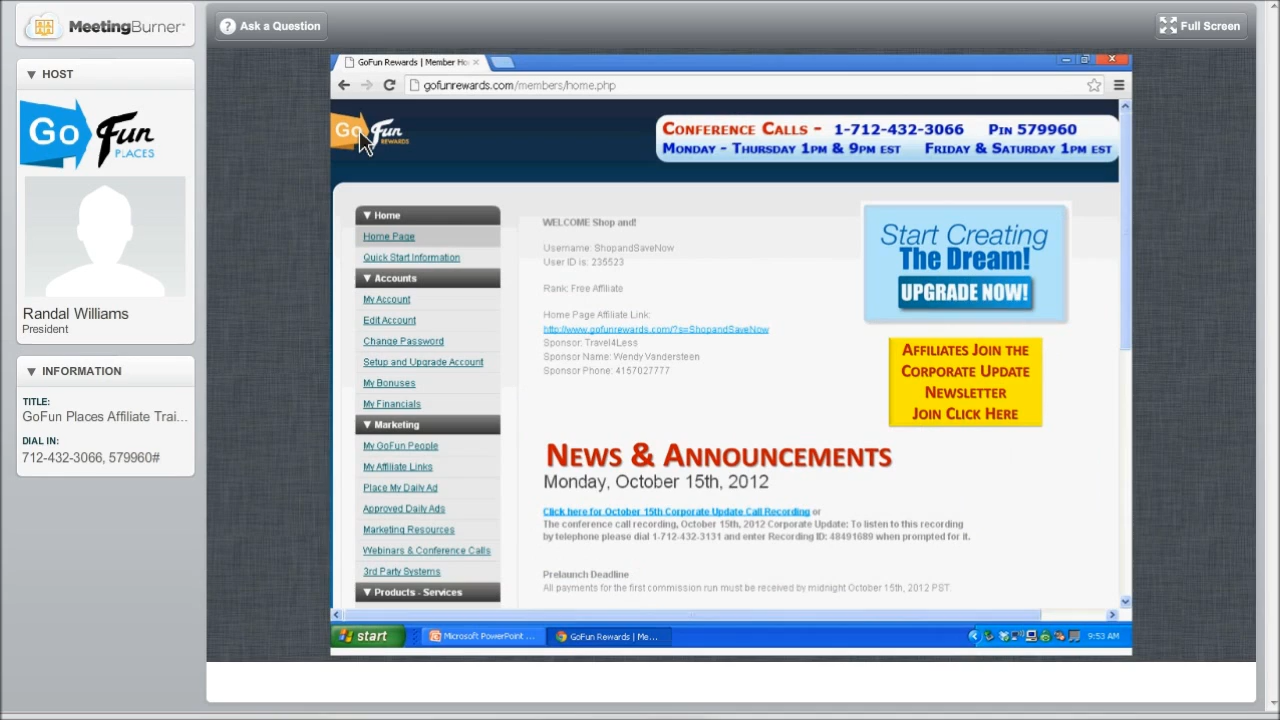 MeetingBurner
Ask a Question
Full Screen
HOST
Go Fun
PLACES
Randal Williams
President
INFORMATION
TITLE:
GoFun Places Affiliate Trai...
DIAL IN:
712-432-3066, 579960#
GoFun Rewards | Member Ho
gofunrewards.com/members/home.php
Go Fun
REWARDS
CONFERENCE CALLS - 1-712-432-3066 PIN 579960
MONDAY - THURSDAY 1PM & 9PM EST FRIDAY & SATURDAY 1PM EST
Home
Home Page
Quick Start Information
Accounts
My Account
Edit Account
Change Password
Setup and Upgrade Account
My Bonuses
My Financials
Marketing
My GoFun People
My Affiliate Links
Place My Daily Ad
Approved Daily Ads
Marketing Resources
Webinars & Conference Calls
3rd Party Systems
Products - Services
WELCOME Shop and!
Username: ShopandSaveNow
User ID is: 235523
Rank: Free Affiliate
Home Page Affiliate Link:
http://www.gofunrewards.com/?s=ShopandSaveNow
Sponsor: Travel4Less
Sponsor Name: Wendy Vandersteen
Sponsor Phone: 4157027777
Start Creating
The Dream!
UPGRADE NOW!
AFFILIATES JOIN THE
CORPORATE UPDATE
NEWSLETTER
JOIN CLICK HERE
NEWS & ANNOUNCEMENTS
Monday, October 15th, 2012
Click here for October 15th Corporate Update Call Recording or
The conference call recording, October 15th, 2012 Corporate Update: To listen to this recording
by telephone please dial 1-712-432-3131 and enter Recording ID: 48491689 when prompted for it.
Prelaunch Deadline
All payments for the first commission run must be received by midnight October 15th, 2012 PST.
start
Microsoft PowerPoint ...
GoFun Rewards | Me...
9:53 AM